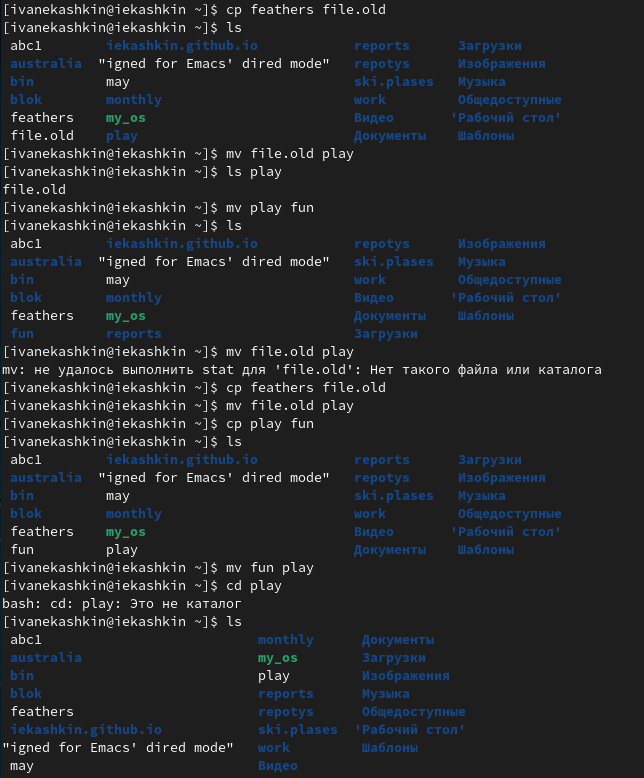 [ivanekashkin@iekashkin ~]$ cp feathers file.old
[ivanekashkin@iekashkin ~]$ ls
abc1 iekashkin.github.io reports Загрузки
australia "igned for Emacs' dired mode" repotys Изображения
bin may ski.plases Музыка
blok monthly work Общедоступные
feathers my_os Видео 'Рабочий стол'
file.old play Документы Шаблоны
[ivanekashkin@iekashkin ~]$ mv file.old play
[ivanekashkin@iekashkin ~]$ ls play
file.old
[ivanekashkin@iekashkin ~]$ mv play fun
[ivanekashkin@iekashkin ~]$ ls
abc1 iekashkin.github.io repotys Изображения
australia "igned for Emacs' dired mode" ski.plases Музыка
bin may work Общедоступные
blok monthly Видео 'Рабочий стол'
feathers my_os Документы Шаблоны
fun reports Загрузки
[ivanekashkin@iekashkin ~]$ mv file.old play
mv: не удалось выполнить stat для 'file.old': Нет такого файла или каталога
[ivanekashkin@iekashkin ~]$ cp feathers file.old
[ivanekashkin@iekashkin ~]$ mv file.old play
[ivanekashkin@iekashkin ~]$ cp play fun
[ivanekashkin@iekashkin ~]$ ls
abc1 iekashkin.github.io reports Загрузки
australia "igned for Emacs' dired mode" repotys Изображения
bin may ski.plases Музыка
blok monthly work Общедоступные
feathers my_os Видео 'Рабочий стол'
fun play Документы Шаблоны
[ivanekashkin@iekashkin ~]$ mv fun play
[ivanekashkin@iekashkin ~]$ cd play
bash: cd: play: Это не каталог
[ivanekashkin@iekashkin ~]$ ls
abc1 monthly Документы
australia my_os Загрузки
bin play Изображения
blok reports Музыка
feathers repotys Общедоступные
iekashkin.github.io ski.plases 'Рабочий стол'
"igned for Emacs' dired mode" work Шаблоны
may Видео